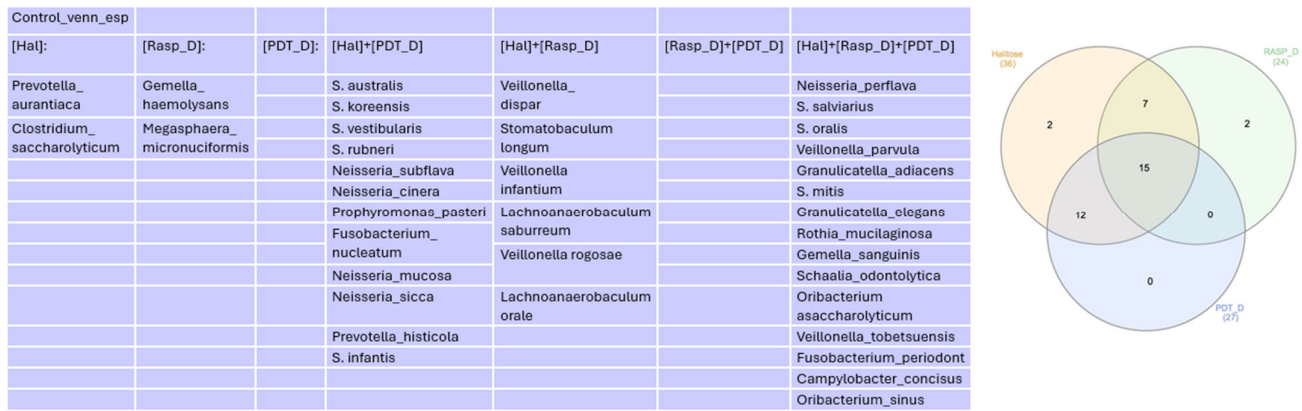 Control_venn_esp
[Hal]: [Rasp_D]: [PDT_D]: [Hal]+[PDT_D] [Hal]+[Rasp_D] [Rasp_D]+[PDT_D] [Hal]+[Rasp_D]+[PDT_D]
Prevotella_
aurantiaca
Clostridium_
saccharolyticum
Gemella_
haemolysans
Megasphaera_
micronuciformis
S. australis
S. koreensis
S. vestibularis
S. rubneri
Neisseria_subflava
Neisseria_cinera
Prophyromonas_pasteri
Fusobacterium_
nucleatum
Neisseria_mucosa
Neisseria_sicca
Prevotella_histicola
S. infantis
Veillonella_
dispar
Stomatobaculum
longum
Veillonella
infantium
Lachnoanaerobaculum
saburreum
Veillonella rogosae
Lachnoanaerobaculum
orale
Neisseria_perflava
S. salviarius
S. oralis
Veillonella_parvula
Granulicatella_adiacens
S. mitis
Granulicatella_elegans
Rothia_mucilaginosa
Gemella_sanguinis
Schaalia_odontolytica
Oribacterium
asaccharolyticum
Veillonella_tobetsuensis
Fusobacterium_periodont
Campylobacter_concisus
Oribacterium_sinus
Halitose
(36)
RASP_D
(24)
7
2
2
15
12
0
0
PDT_D
(27)